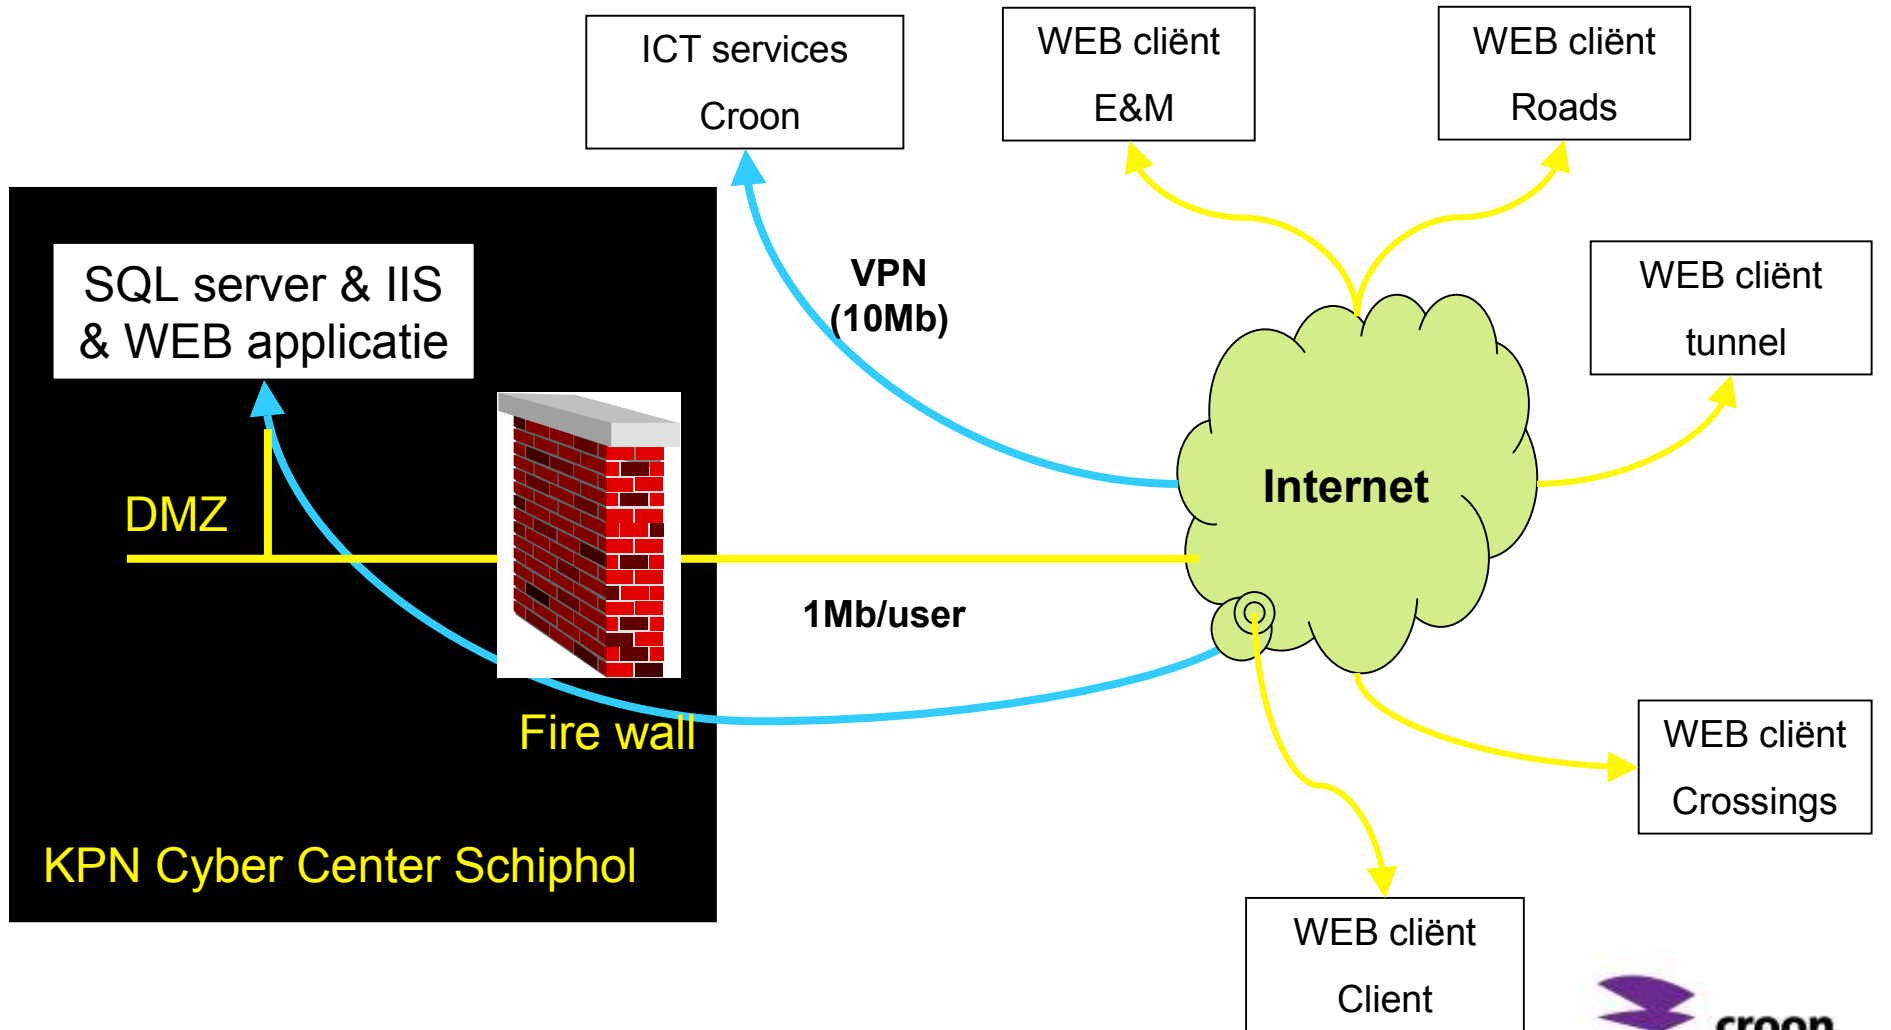 ICT services
Croon
WEB cliënt
E&M
WEB cliënt
Roads
SQL server & IIS
& WEB applicatie
VPN
(10Mb)
WEB cliënt
tunnel
Internet
DMZ
1Mb/user
Fire wall
WEB cliënt
Crossings
KPN Cyber Center Schiphol
WEB cliënt
Client
croon